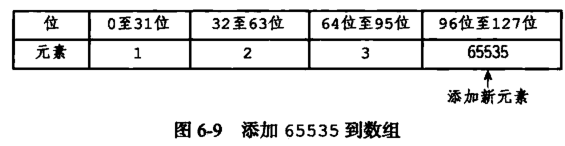 位 0至31位 32至63位 64位至95位 96位至127位
元素 1 2 3 65535
添加新元素
图 6-9 添加 65535 到数组